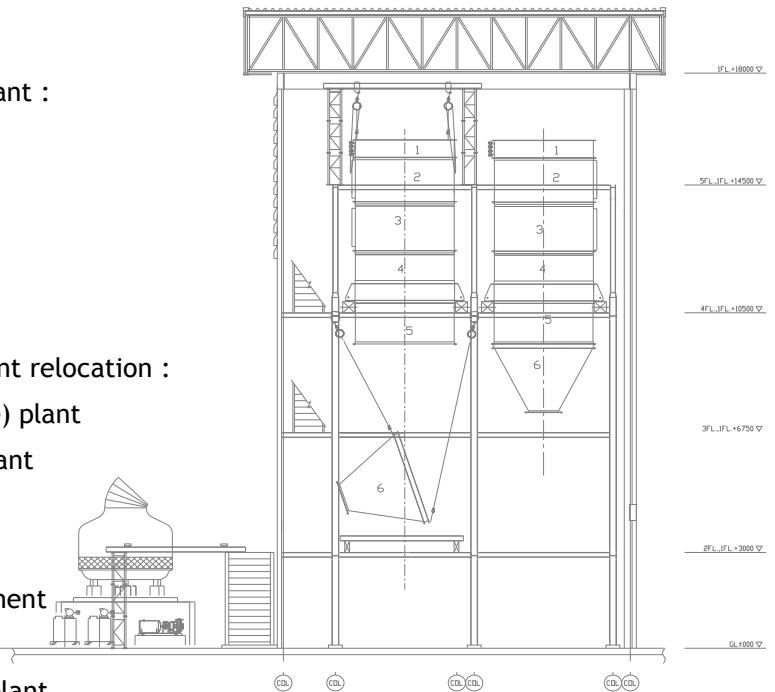 ant :
nt relocation :
) plant
ant
nent
plant
1FL.+18000
5FL.,1FL.+14500
4FL.,1FL.+10500
3FL.,1FL.+6750
2FL.,1FL.+3000
GL±000
1
2
3
4
5
6
1
2
3
4
5
6
COL COL COL COL COL COL